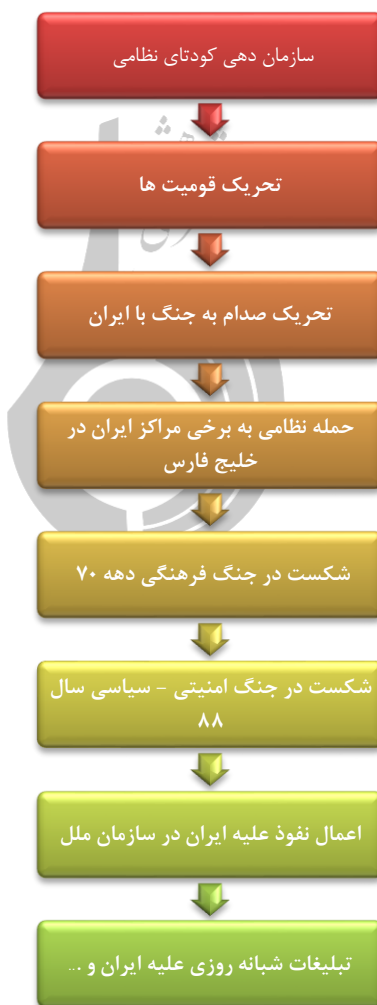 سازمان دهی کودتای نظامی
تحریک قومیت ها
تحریک صدام به جنگ با ایران
حمله نظامی به برخی مراکز ایران در
خلیج فارس
شکست در جنگ فرهنگی دهه ۷۰
شکست در جنگ امنیتی - سیاسی سال
۸۸
اعمال نفوذ علیه ایران در سازمان ملل
تبلیغات شبانه روزی علیه ایران و ...